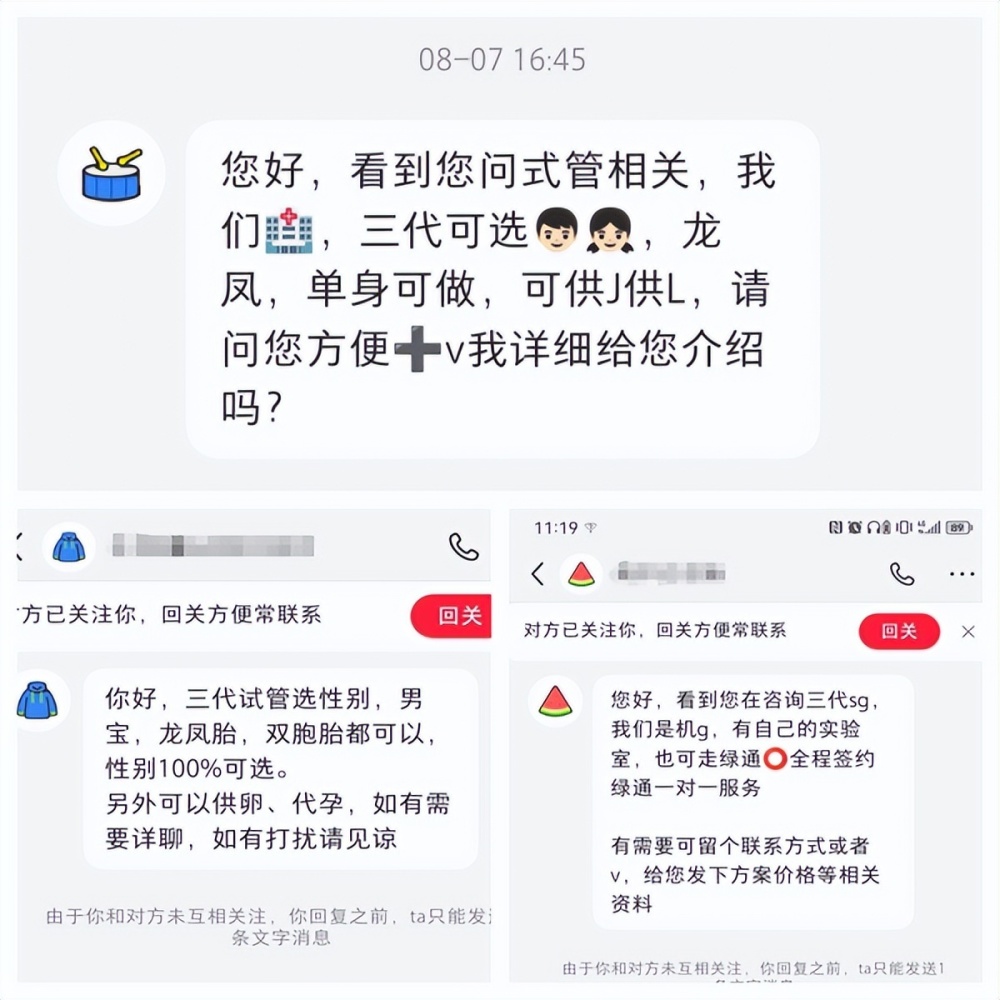 08-07 16:45
您好，看到您问式管相关，我
们🏥，三代可选👦🏻👧🏻，龙
凤，单身可做，可供J供L，请
问您方便➕v我详细给您介绍
吗？
方已关注你，回关方便常联系
回关
你好，三代试管选性别，男
宝，龙凤胎，双胞胎都可以，
性别100%可选。
另外可以供卵、代孕，如有需
要详聊，如有打扰请见谅
由于你和对方未互相关注，你回复之前，ta只能发送
条文字消息
11:19
89
对方已关注你，回关方便常联系
回关
您好，看到您在咨询三代sg，
我们是机g，有自己的实验
室，也可走绿通⭕全程签约
绿通一对一服务
有需要可留个联系方式或者
v，给您发下方案价格等相关
资料
由于你和对方未互相关注，你回复之前，ta只能发送1
条文字消息